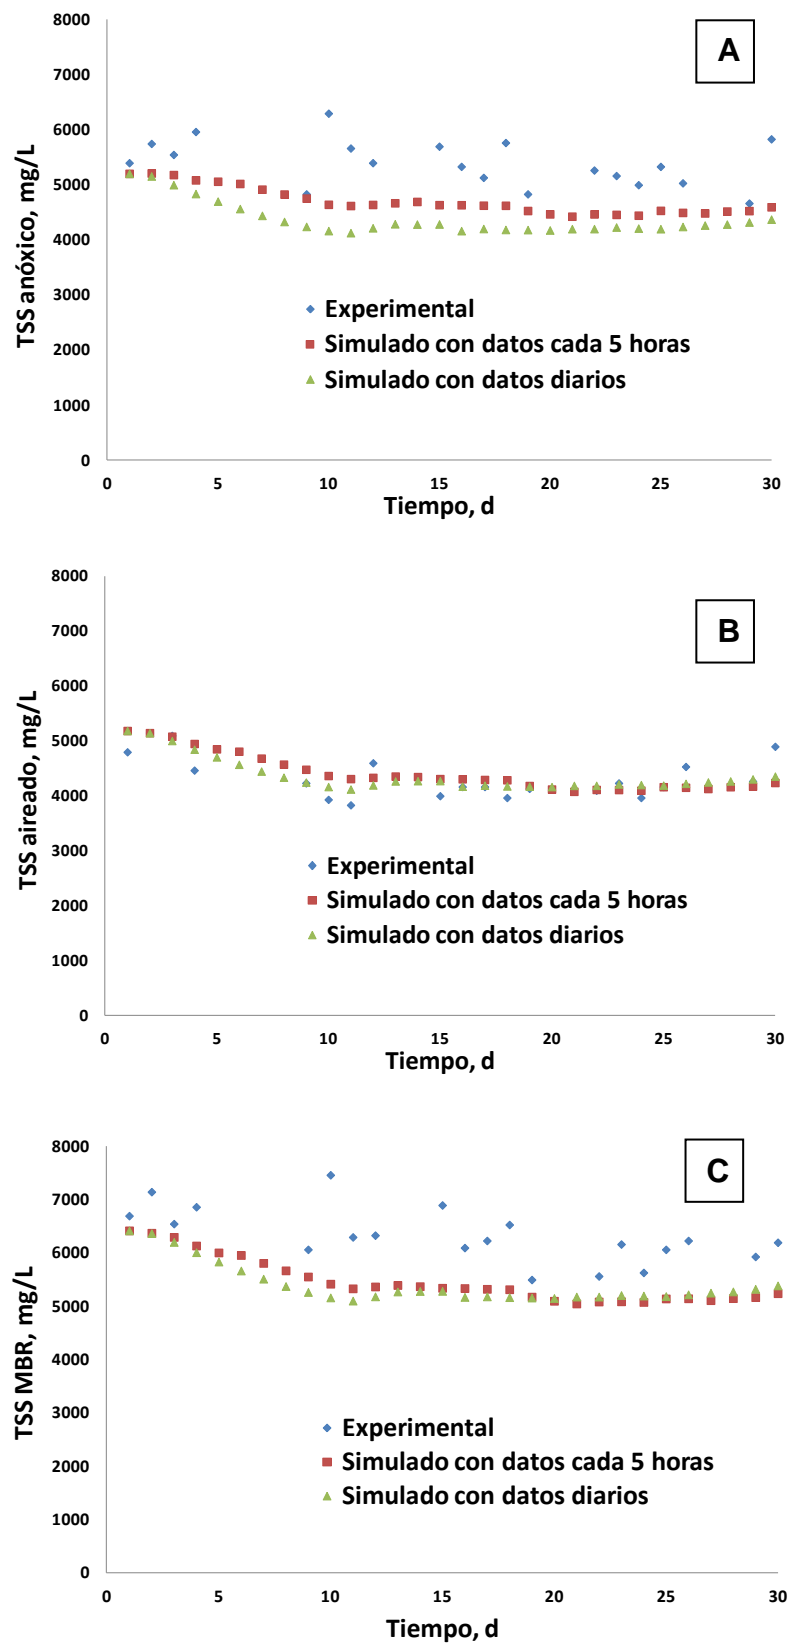 A
8000
7000
6000
5000
4000
3000
2000
1000
0
TSS anóxico, mg/L
Experimental
Simulado con datos cada 5 horas
Simulado con datos diarios
0 5 10 15 20 25 30
Tiempo, d
B
8000
7000
6000
5000
4000
3000
2000
1000
0
TSS aireado, mg/L
Experimental
Simulado con datos cada 5 horas
Simulado con datos diarios
0 5 10 15 20 25 30
Tiempo, d
C
8000
7000
6000
5000
4000
3000
2000
1000
0
TSS MBR, mg/L
Experimental
Simulado con datos cada 5 horas
Simulado con datos diarios
0 5 10 15 20 25 30
Tiempo, d